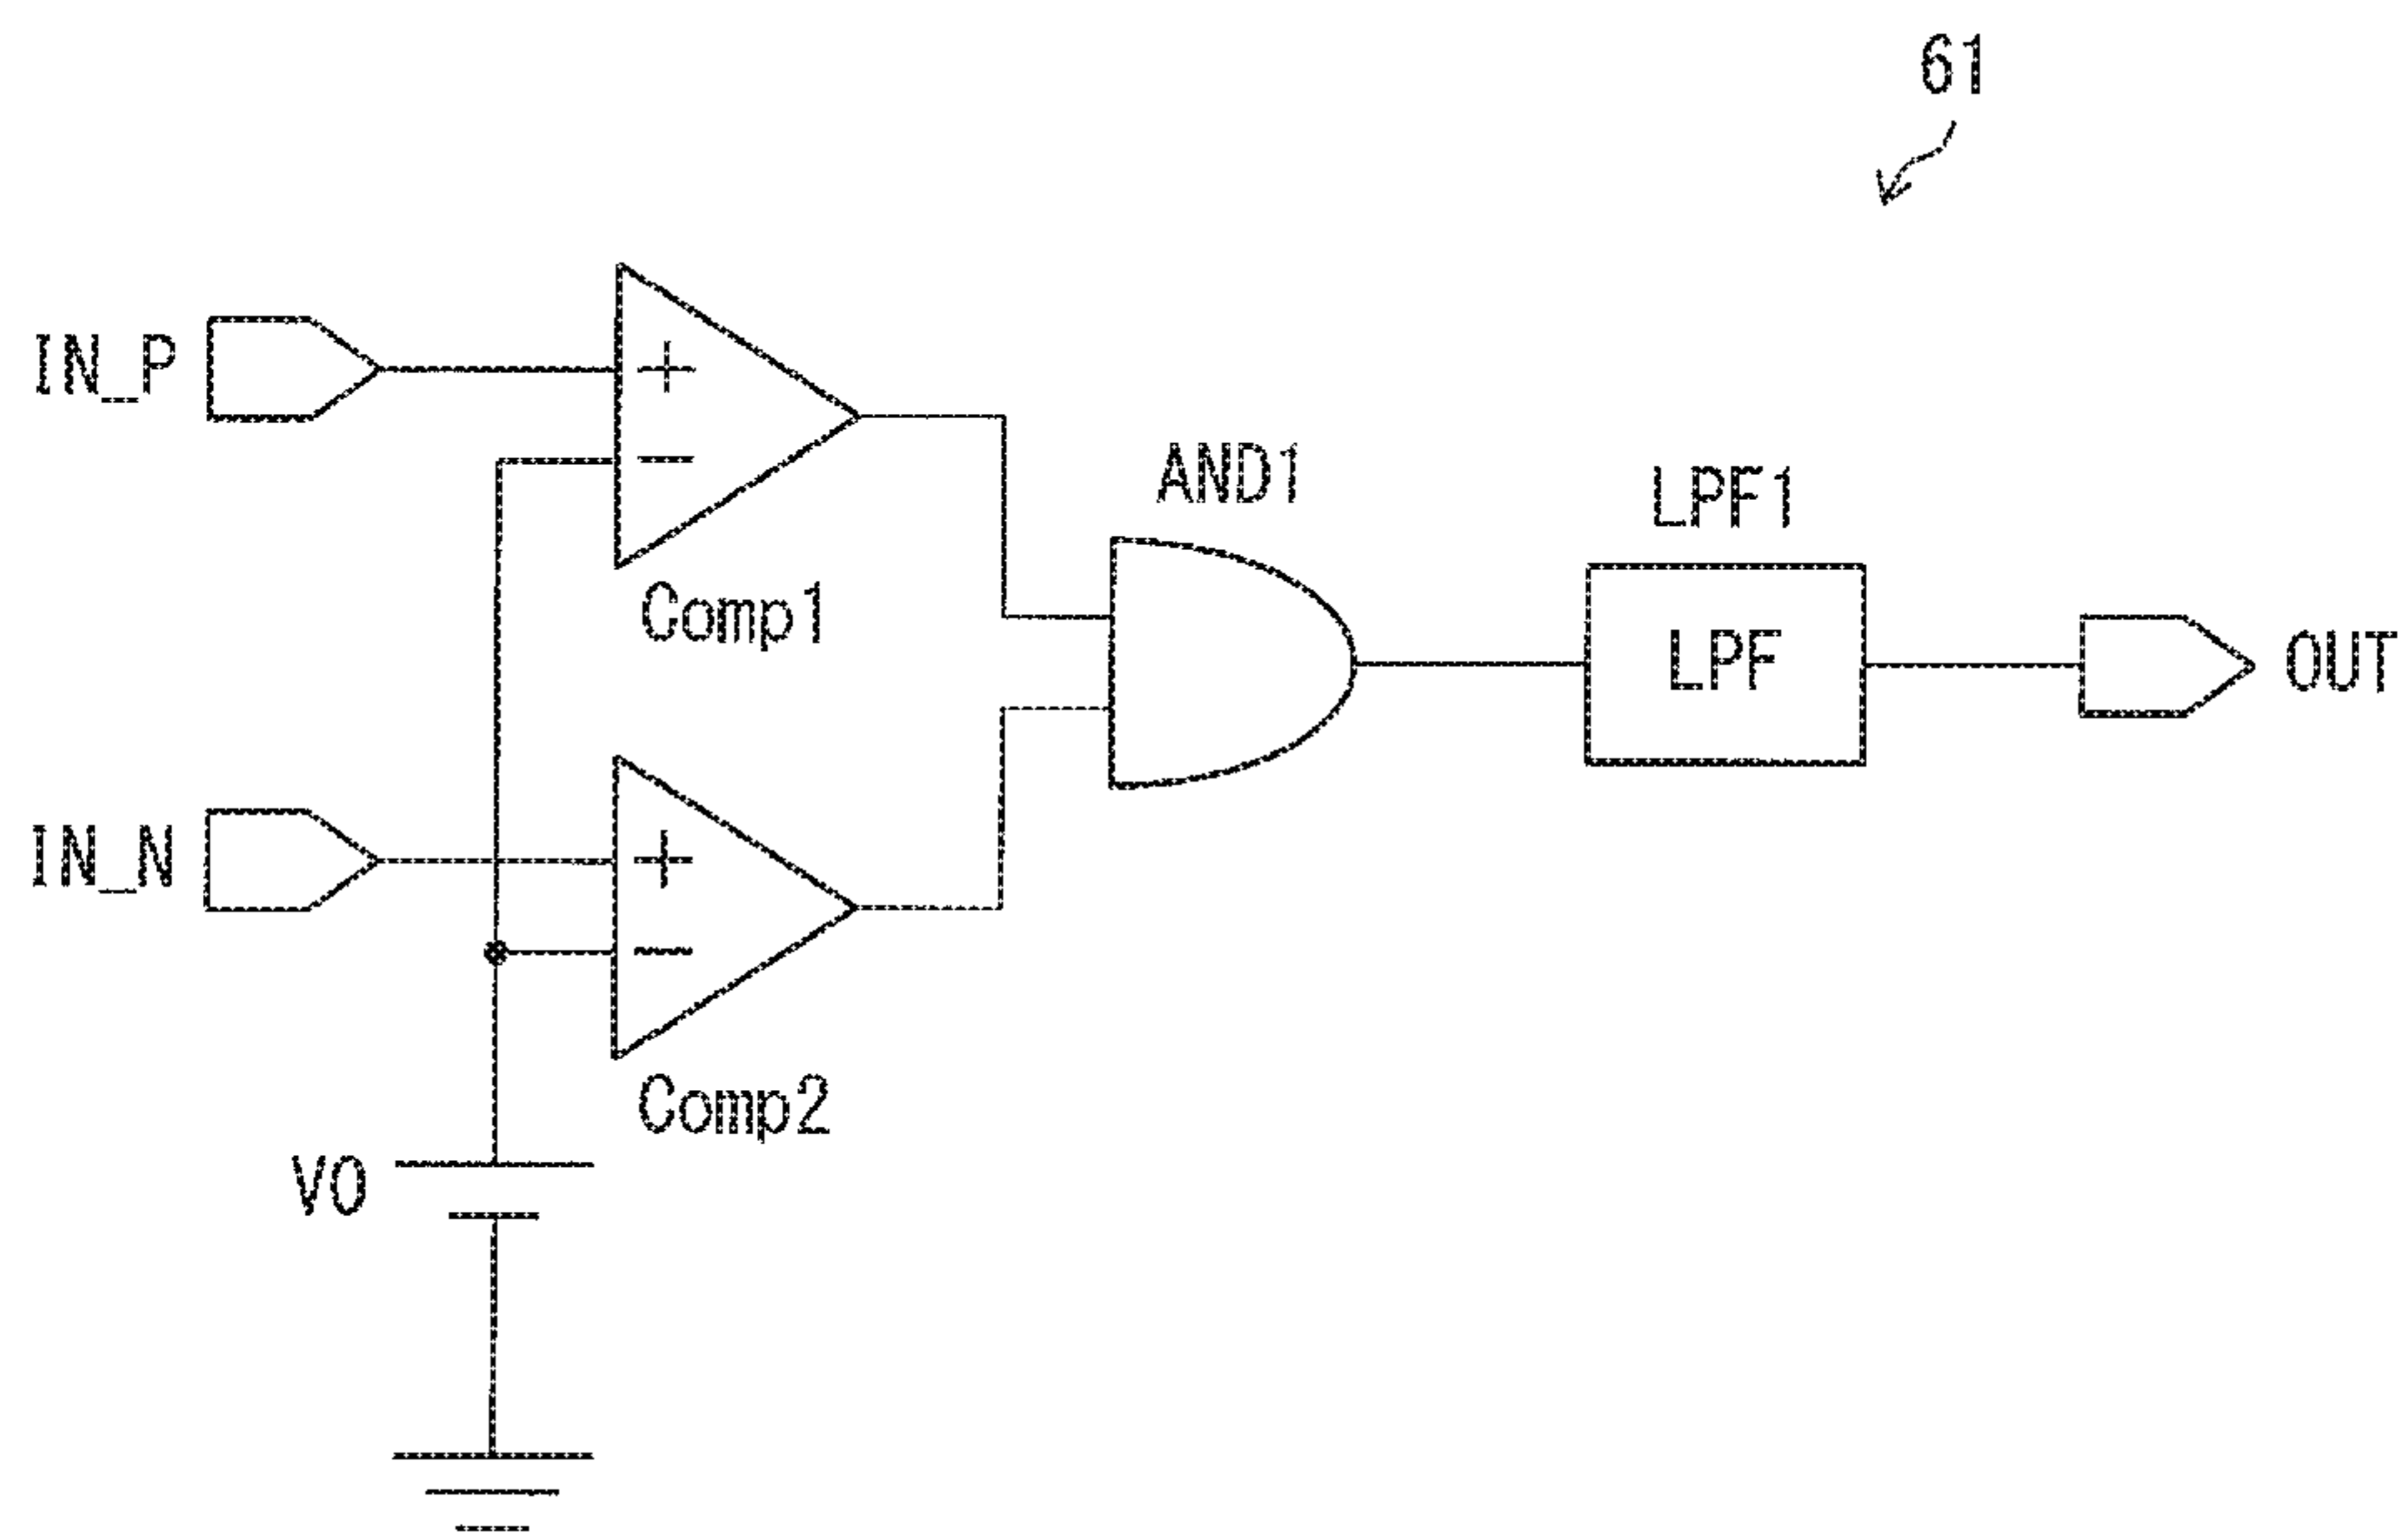 61
IN_P
+
−
Comp1
AND1
LPF1
LPF
OUT
IN_N
+
−
Comp2
V0